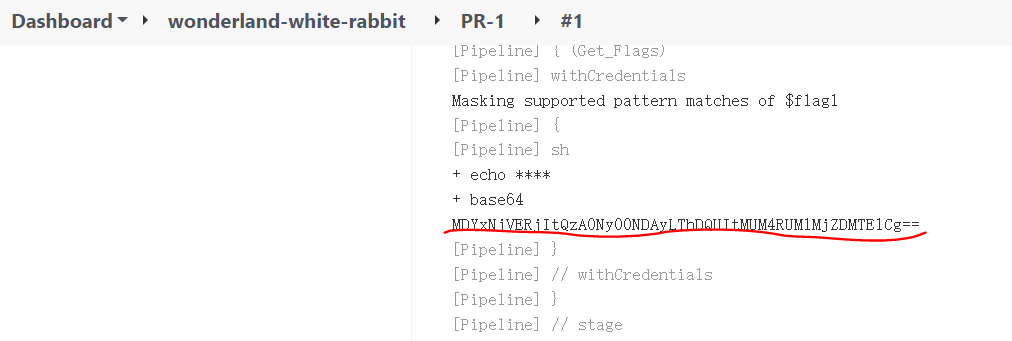 Dashboard wonderland-white-rabbit PR-1 #1
[Pipeline] { (Get_Flags)
[Pipeline] withCredentials
Masking supported pattern matches of $flag1
[Pipeline] {
[Pipeline] sh
+ echo ****
+ base64
MDYxNjVERjItQzA0Ny00NDAyLThDQUItMUM4RUM1MjZDMTE1Cg==
[Pipeline] }
[Pipeline] // withCredentials
[Pipeline] }
[Pipeline] // stage